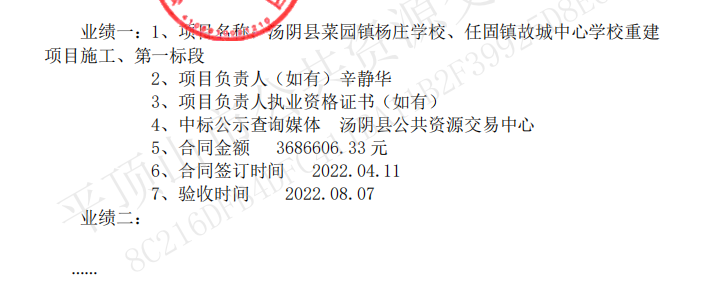 业绩一：1、项目名称、汤阴县菜园镇杨庄学校、任固镇故城中心学校重建
项目施工、第一标段
2、项目负责人（如有）辛静华
3、项目负责人执业资格证书（如有）
4、中标公示查询媒体 汤阴县公共资源交易中心
5、合同金额 3686606.33 元
6、合同签订时间 2022.04.11
7、验收时间 2022.08.07
业绩二：
……